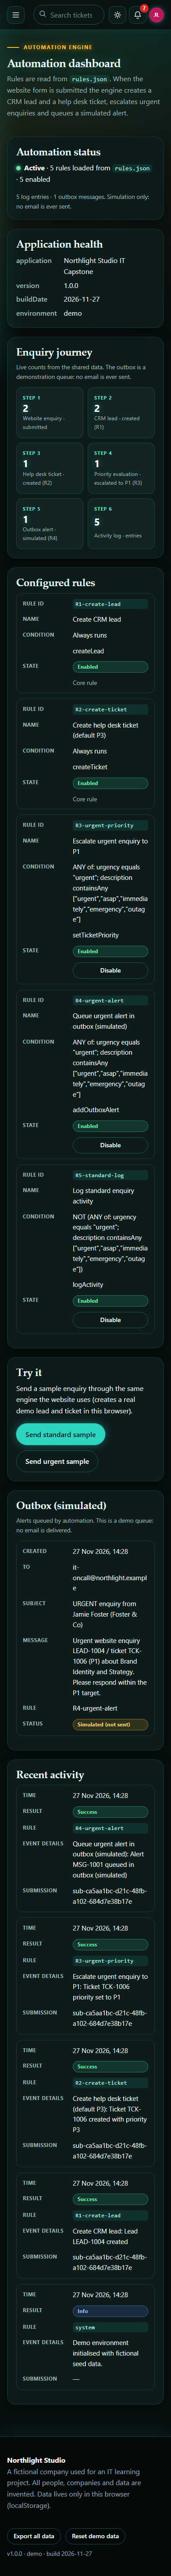 Search tickets
7
JL
AUTOMATION ENGINE
Automation dashboard
Rules are read from rules.json. When the
website form is submitted the engine creates a
CRM lead and a help desk ticket, escalates urgent
enquiries and queues a simulated alert.
Automation status
Active · 5 rules loaded from rules.json
· 5 enabled
5 log entries · 1 outbox messages. Simulation only:
no email is ever sent.
Application health
application Northlight Studio IT
Capstone
version 1.0.0
buildDate 2026-11-27
environment demo
Enquiry journey
Live counts from the shared data. The outbox is a
demonstration queue: no email is ever sent.
STEP 1
2
Website enquiry ·
submitted
STEP 2
2
CRM lead · created
(R1)
STEP 3
1
Help desk ticket ·
created (R2)
STEP 4
1
Priority evaluation ·
escalated to P1 (R3)
STEP 5
1
Outbox alert ·
simulated (R4)
STEP 6
5
Activity log · entries
Configured rules
RULE ID R1-create-lead
NAME Create CRM lead
CONDITION Always runs
createLead
STATE Enabled
Core rule
RULE ID R2-create-ticket
NAME Create help desk ticket
(default P3)
CONDITION Always runs
createTicket
STATE Enabled
Core rule
RULE ID R3-urgent-priority
NAME Escalate urgent enquiry to
P1
CONDITION ANY of: urgency equals
"urgent"; description
containsAny
["urgent","asap","immedia
tely","emergency","outag
e"]
setTicketPriority
STATE Enabled
Disable
RULE ID R4-urgent-alert
NAME Queue urgent alert in
outbox (simulated)
CONDITION ANY of: urgency equals
"urgent"; description
containsAny
["urgent","asap","immedia
tely","emergency","outag
e"]
addOutboxAlert
STATE Enabled
Disable
RULE ID R5-standard-log
NAME Log standard enquiry
activity
CONDITION NOT (ANY of: urgency
equals "urgent";
description containsAny
["urgent","asap","immedia
tely","emergency","outag
e"])
logActivity
STATE Enabled
Disable
Try it
Send a sample enquiry through the same
engine the website uses (creates a real
demo lead and ticket in this browser).
Send standard sample
Send urgent sample
Outbox (simulated)
Alerts queued by automation. This is a demo queue:
no email is delivered.
CREATED 27 Nov 2026, 14:28
TO it-
oncall@northlight.exampl
e
SUBJECT URGENT enquiry from
Jamie Foster (Foster &
Co)
MESSAGE Urgent website enquiry
LEAD-1004 / ticket TCK-
1006 (P1) about Brand
Identity and Strategy.
Please respond within the
P1 target.
RULE R4-urgent-alert
STATUS Simulated (not sent)
Recent activity
TIME 27 Nov 2026, 14:28
RESULT Success
RULE R4-urgent-alert
EVENT DETAILS Queue urgent alert in
outbox (simulated): Alert
MSG-1001 queued in
outbox (simulated)
SUBMISSION sub-ca5aa1bc-d21c-48fb-
a102-684d7e38b17e
TIME 27 Nov 2026, 14:28
RESULT Success
RULE R3-urgent-priority
EVENT DETAILS Escalate urgent enquiry to
P1: Ticket TCK-1006
priority set to P1
SUBMISSION sub-ca5aa1bc-d21c-48fb-
a102-684d7e38b17e
TIME 27 Nov 2026, 14:28
RESULT Success
RULE R2-create-ticket
EVENT DETAILS Create help desk ticket
(default P3): Ticket TCK-
1006 created with priority
P3
SUBMISSION sub-ca5aa1bc-d21c-48fb-
a102-684d7e38b17e
TIME 27 Nov 2026, 14:28
RESULT Success
RULE R1-create-lead
EVENT DETAILS Create CRM lead: Lead
LEAD-1004 created
SUBMISSION sub-ca5aa1bc-d21c-48fb-
a102-684d7e38b17e
TIME 27 Nov 2026, 14:28
RESULT Info
RULE system
EVENT DETAILS Demo environment
initialised with fictional
seed data.
SUBMISSION —
Northlight Studio
A fictional company used for an IT learning
project. All people, companies and data are
invented. Data lives only in this browser
(localStorage).
Export all data Reset demo data
v1.0.0 · demo · build 2026-11-27